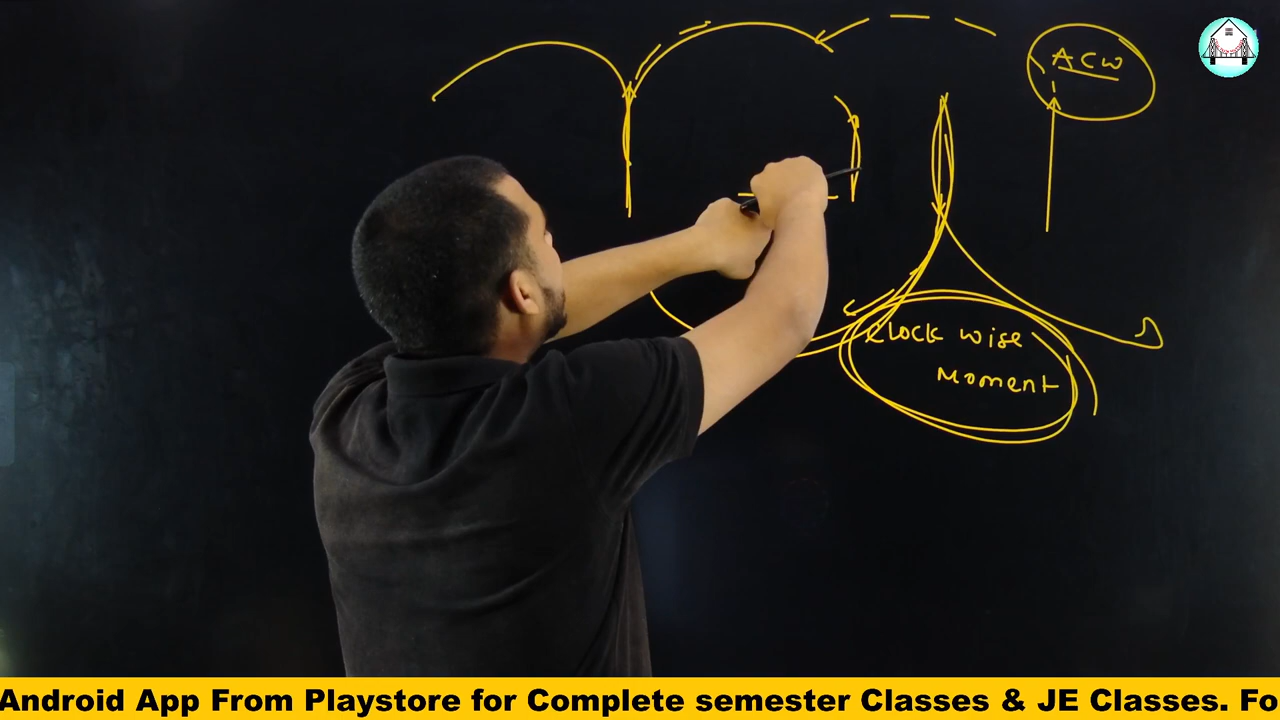 ACW
Clock wise
Moment
Android App From Playstore for Complete semester Classes & JE Classes. Fo